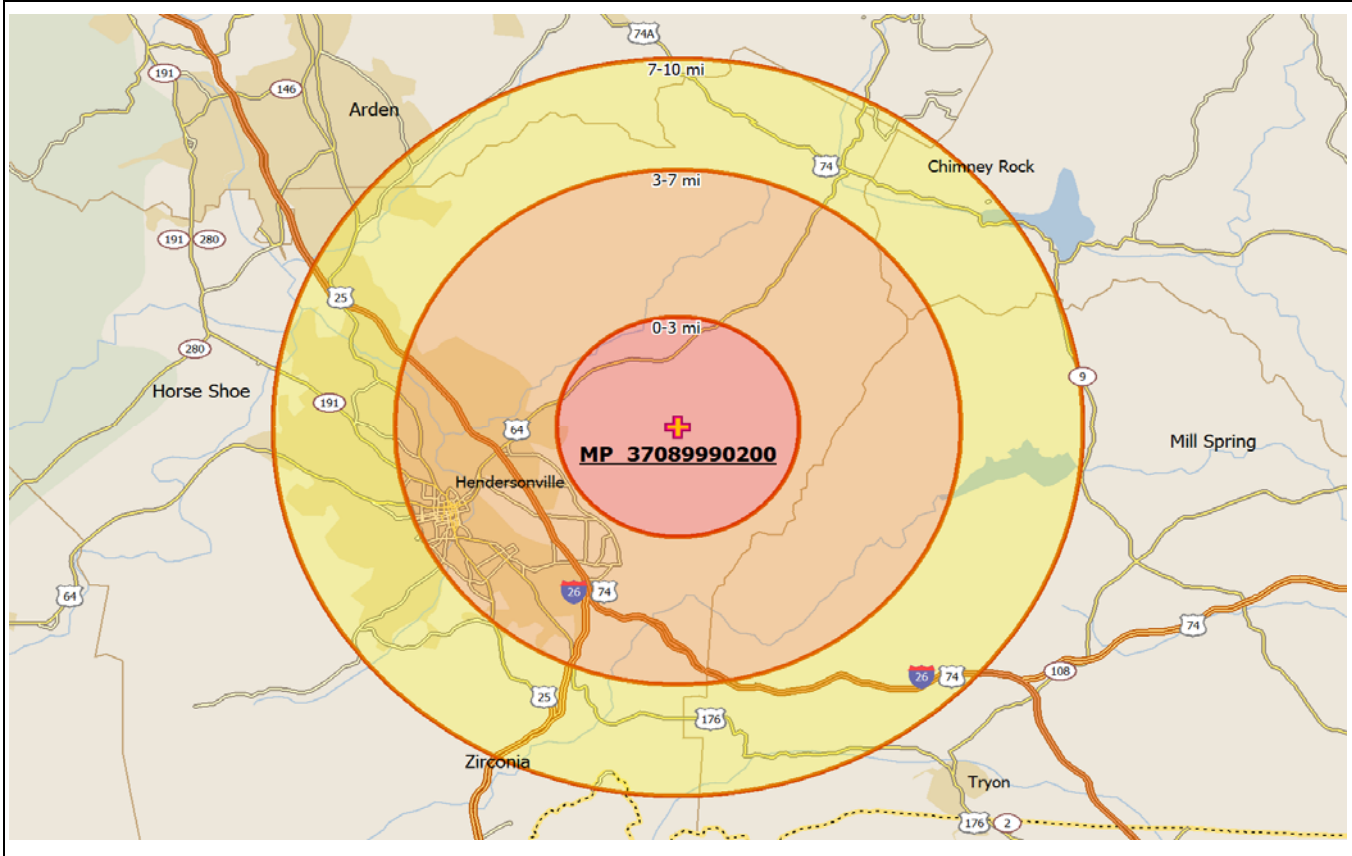 74A
7-10 mi
191
146
Arden
74
Chimney Rock
3-7 mi
191
280
25
0-3 mi
280
9
Horse Shoe
191
64
MP 37089990200
Mill Spring
Hendersonville
26
74
64
74
108
26
74
25
176
Zirconia
Tryon
176
2